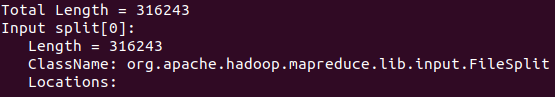 Total Length = 316243
Input split[0]:
Length = 316243
ClassName: org.apache.hadoop.mapreduce.lib.input.FileSplit
Locations: